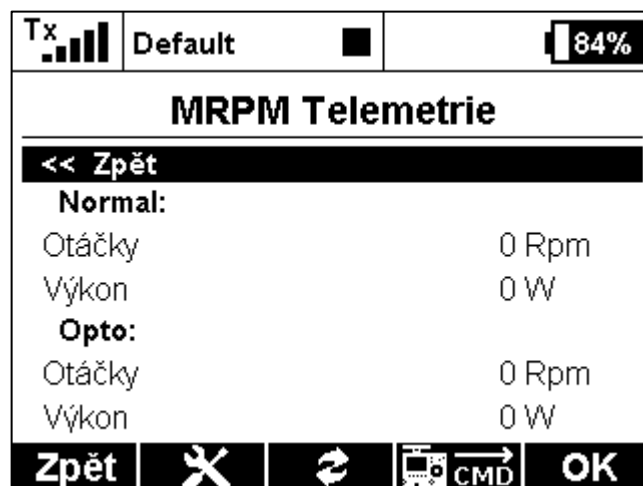 Tx Default 84%
MRPM Telemetrie
<< Zpět
Normal:
Otáčky 0 Rpm
Výkon 0 W
Opto:
Otáčky 0 Rpm
Výkon 0 W
Zpět CMD OK